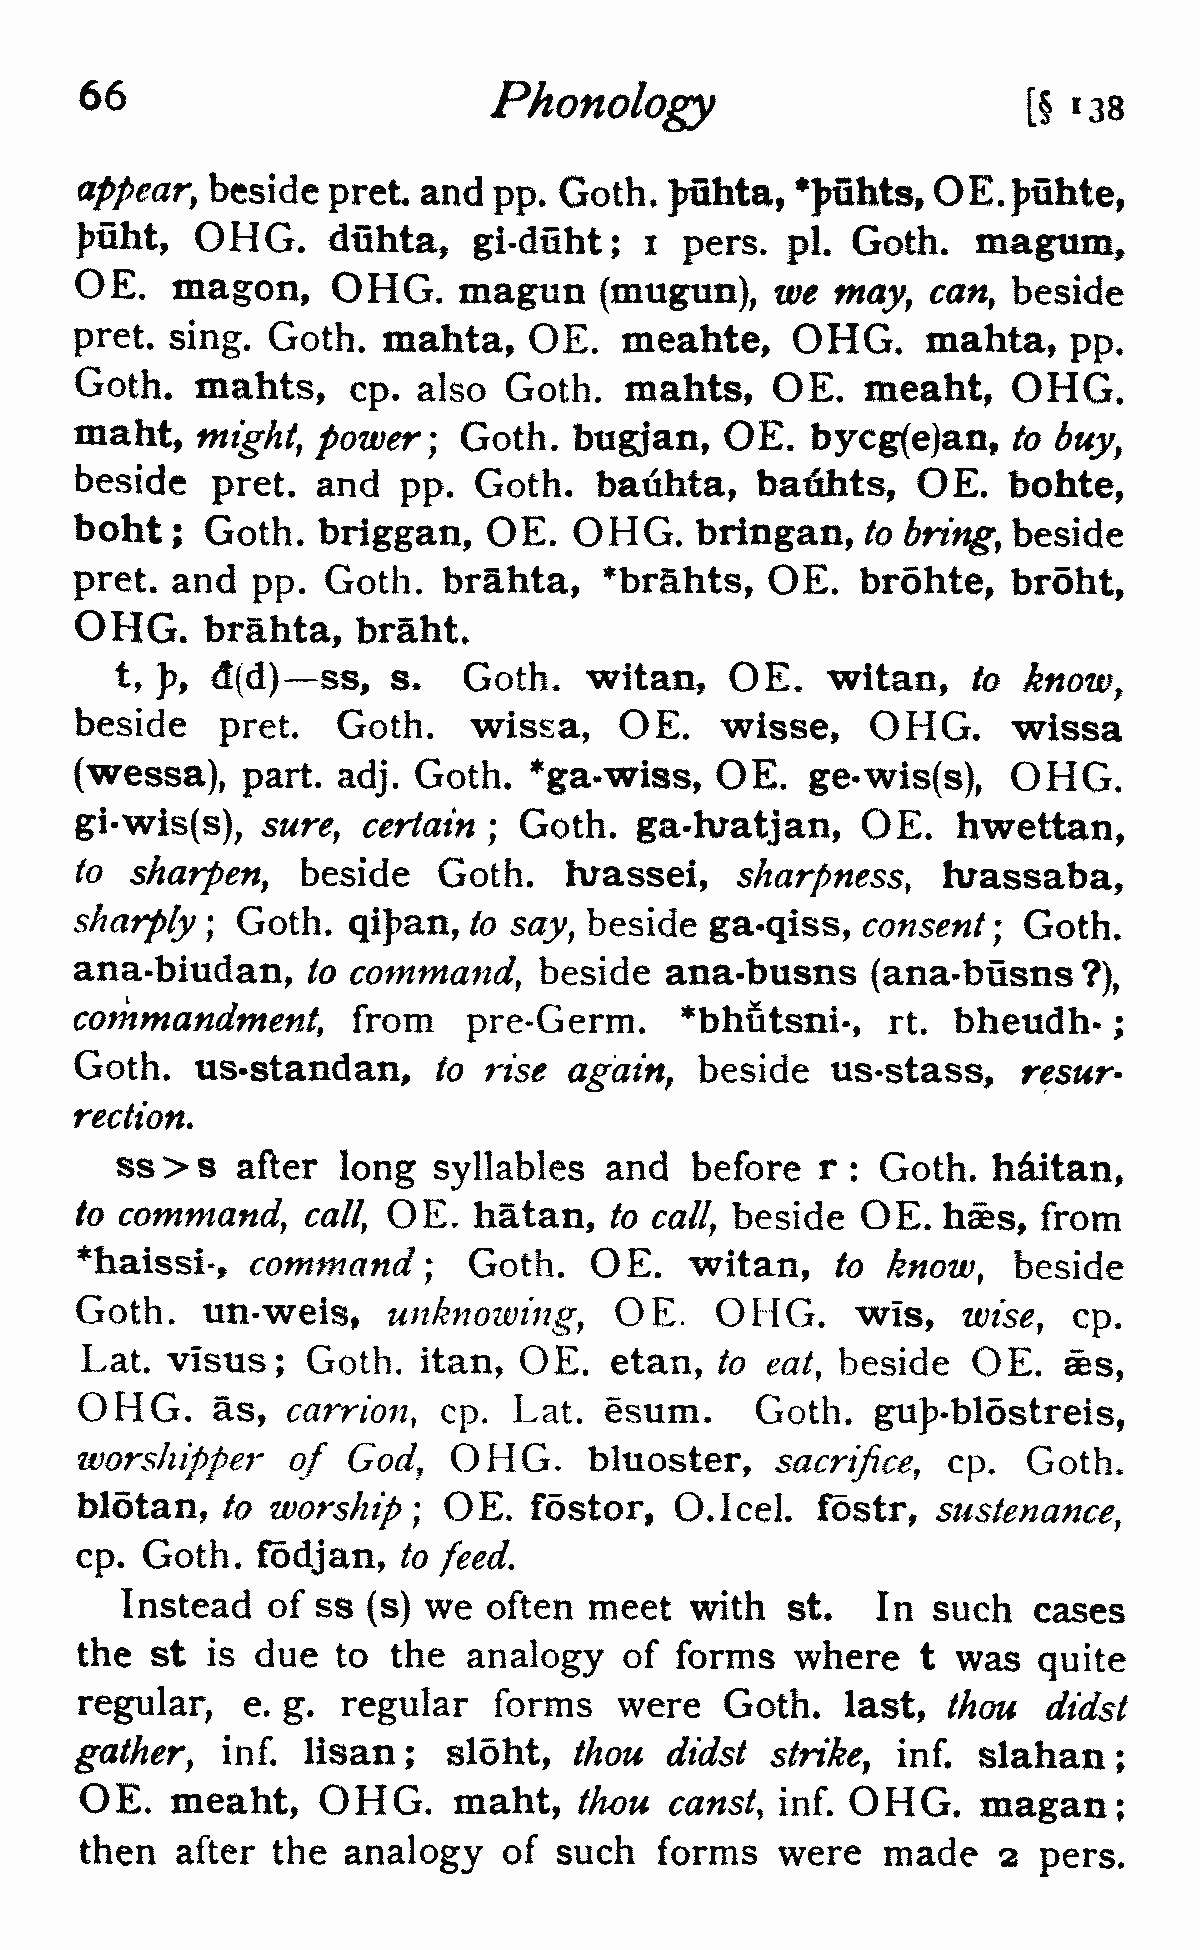 66 Phonology [§ 138
appear, beside pret. and pp. Goth. þūhta, *þūhts, OE. þūhte,
þūht, OHG. dūhta, gi-dūht; 1 pers. pl. Goth. magum,
OE. magon, OHG. magun (mugun), we may, can, beside
pret. sing. Goth. mahta, OE. meahte, OHG. mahta, pp.
Goth. mahts, cp. also Goth. mahts, OE. meaht, OHG.
maht, might, power; Goth. bugjan, OE. bycg(e)an, to buy,
beside pret. and pp. Goth. baúhta, baúhts, OE. bohte,
boht; Goth. briggan, OE. OHG. bringan, to bring, beside
pret. and pp. Goth. brāhta, *brāhts, OE. brōhte, brōht,
OHG. brāhta, brāht.
t, þ, đ(d)—ss, s. Goth. witan, OE. witan, to know,
beside pret. Goth. wissa, OE. wisse, OHG. wissa
(wessa), part. adj. Goth. *ga-wiss, OE. ge-wis(s), OHG.
gi-wis(s), sure, certain; Goth. ga-ƕatjan, OE. hwettan,
to sharpen, beside Goth. ƕassei, sharpness, ƕassaba,
sharply; Goth. qiþan, to say, beside ga-qiss, consent; Goth.
ana-biudan, to command, beside ana-busns (ana-būsns?),
commandment, from pre-Germ. *bhū̆tsni-, rt. bheudh-;
Goth. us-standan, to rise again, beside us-stass, resur-
rection.
ss > s after long syllables and before r: Goth. háitan,
to command, call, OE. hātan, to call, beside OE. hǣs, from
*haissi-, command; Goth. OE. witan, to know, beside
Goth. un-weis, unknowing, OE. OHG. wīs, wise, cp.
Lat. vīsus; Goth. itan, OE. etan, to eat, beside OE. ǣs,
OHG. ās, carrion, cp. Lat. ēsum. Goth. guþ-blōstreis,
worshipper of God, OHG. bluoster, sacrifice, cp. Goth.
blōtan, to worship; OE. fōstor, O.Icel. fōstr, sustenance,
cp. Goth. fōdjan, to feed.
Instead of ss (s) we often meet with st. In such cases
the st is due to the analogy of forms where t was quite
regular, e. g. regular forms were Goth. last, thou didst
gather, inf. lisan; slōht, thou didst strike, inf. slahan;
OE. meaht, OHG. maht, thou canst, inf. OHG. magan;
then after the analogy of such forms were made 2 pers.